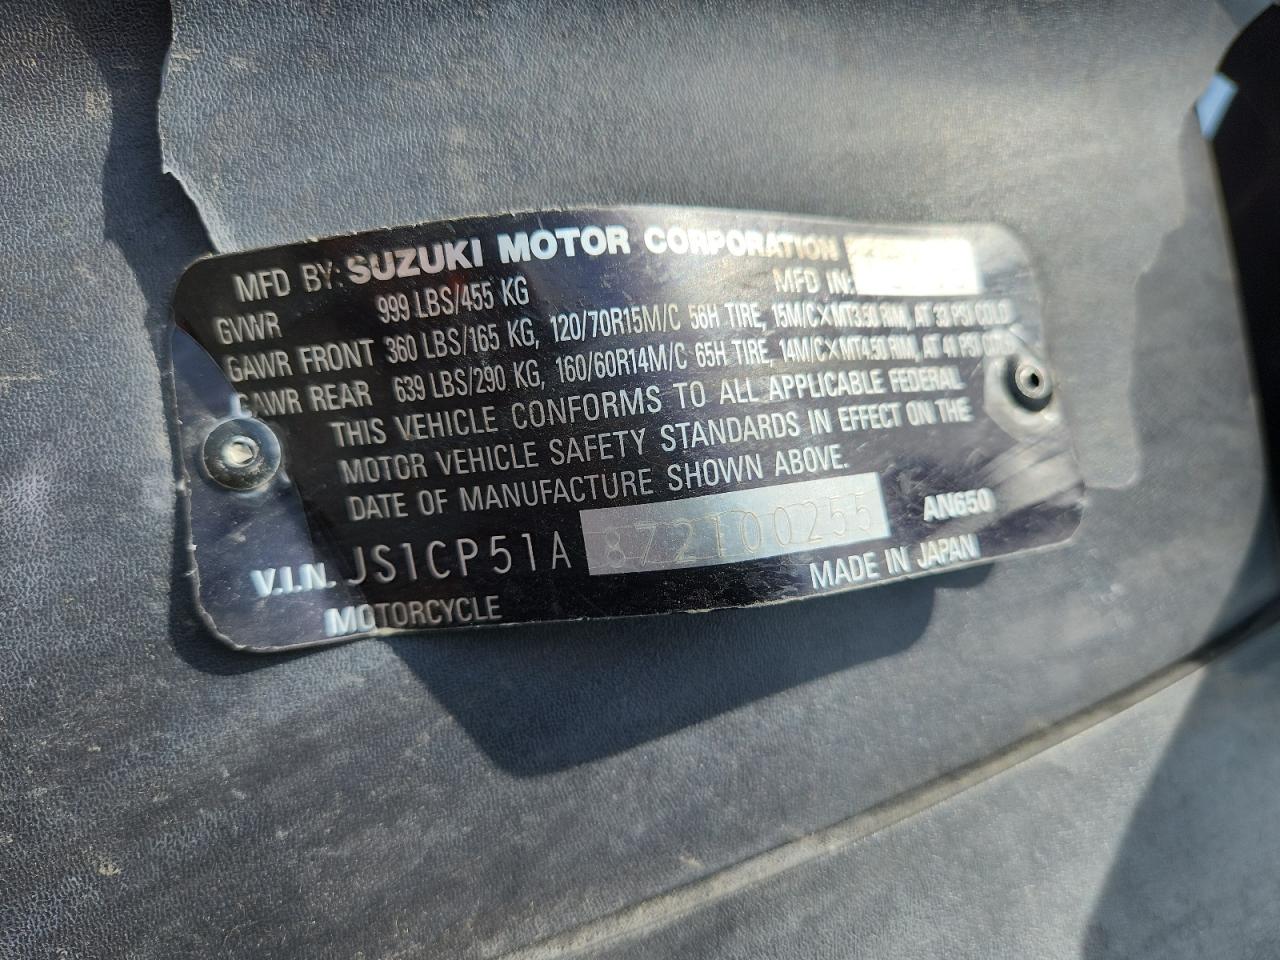 MFD BY: SUZUKI MOTOR CORPORATION
MFD IN:
GVWR 999 LBS/455 KG
GAWR FRONT 360 LBS/165 KG, 120/70R15M/C 56H TIRE, 15M/C×MT3.50 RIM, AT 33 PSI COLD
GAWR REAR 639 LBS/290 KG, 160/60R14M/C 65H TIRE, 14M/C×MT4.50 RIM, AT 41 PSI COLD
THIS VEHICLE CONFORMS TO ALL APPLICABLE FEDERAL
MOTOR VEHICLE SAFETY STANDARDS IN EFFECT ON THE
DATE OF MANUFACTURE SHOWN ABOVE.
V.I.N. JS1CP51A872100255 AN650
MOTORCYCLE MADE IN JAPAN